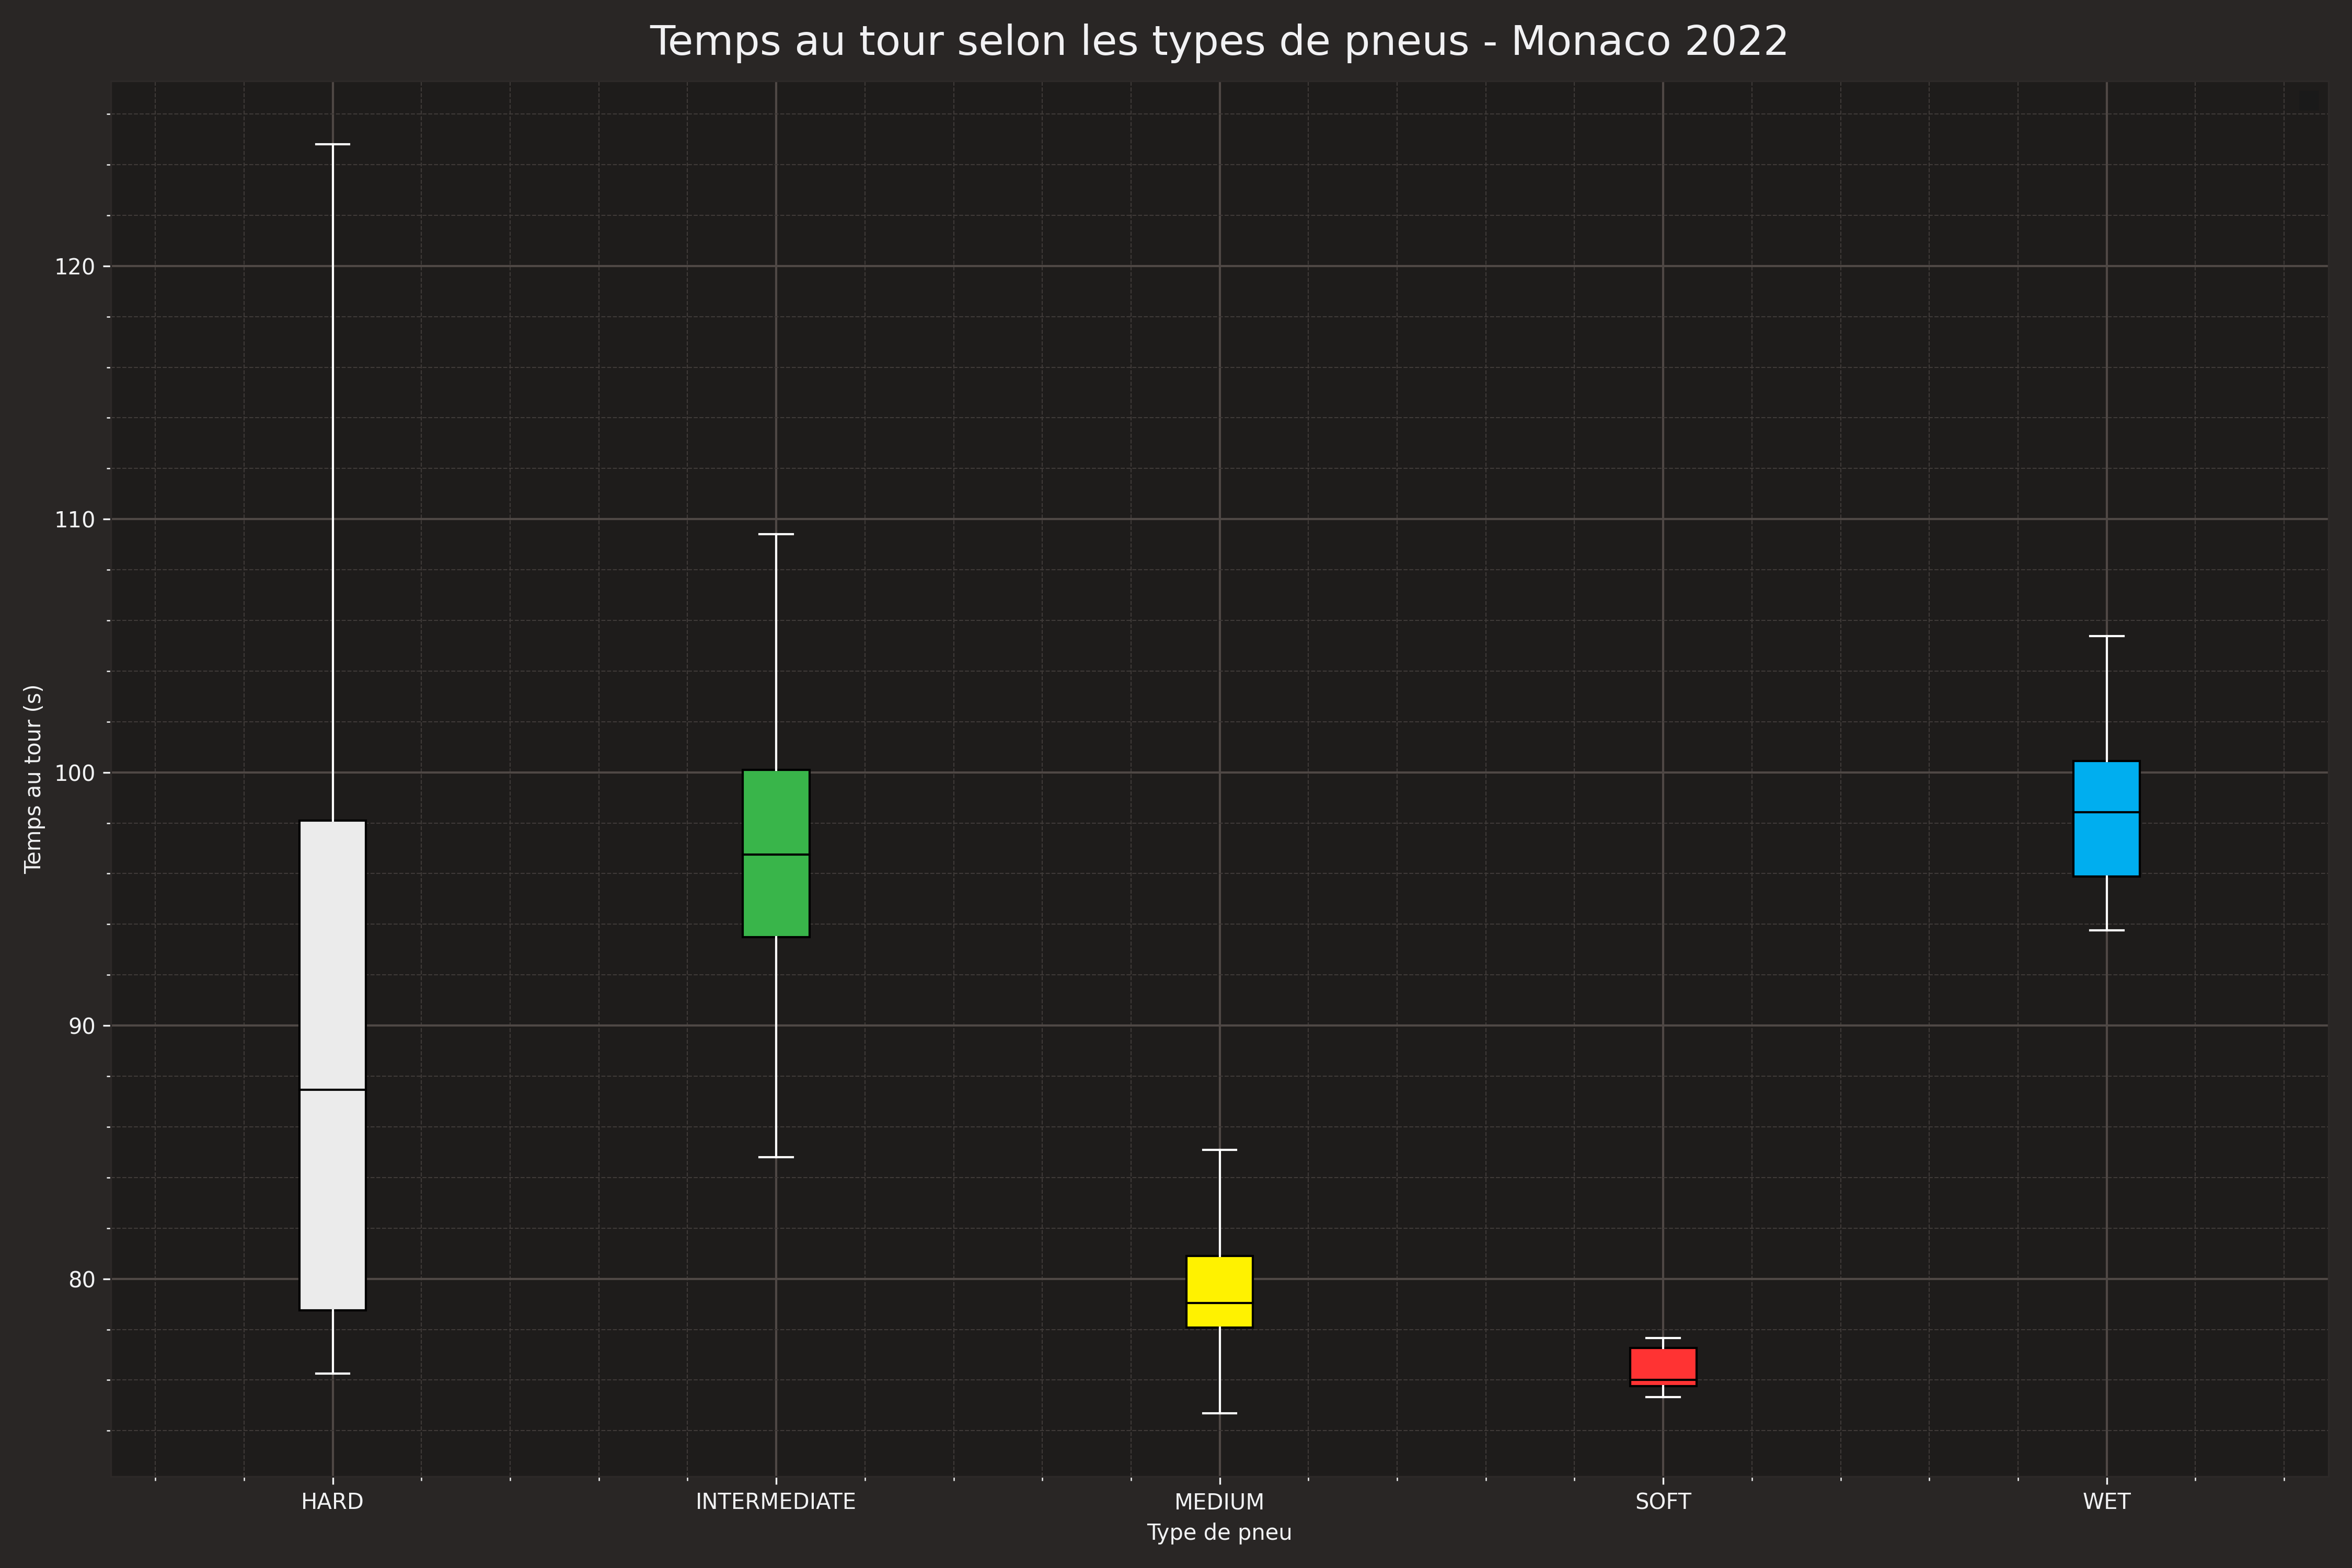 Temps au tour selon les types de pneus - Monaco 2022
Temps au tour (s)
120
110
100
90
80
HARD
INTERMEDIATE
MEDIUM
SOFT
WET
Type de pneu